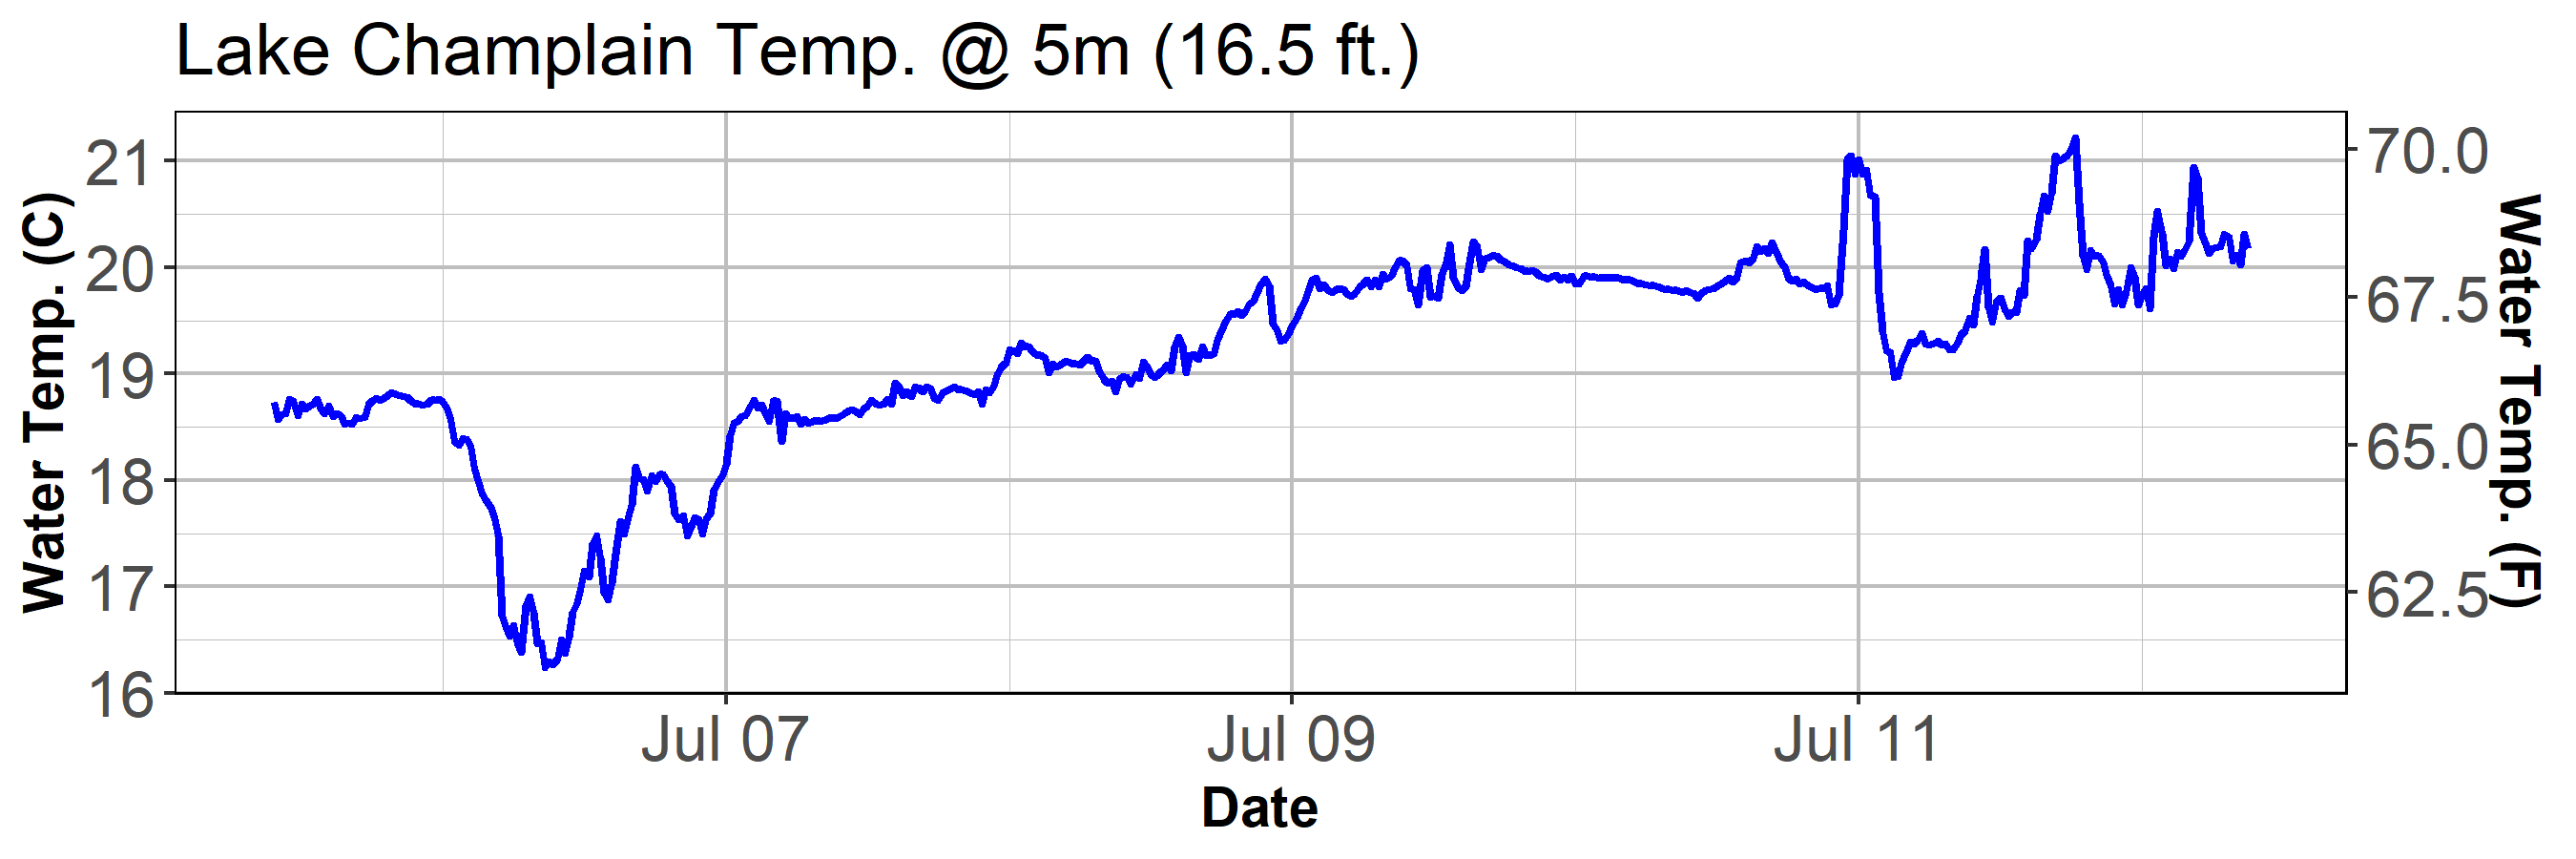 Lake Champlain Temp. @ 5m (16.5 ft.)
Water Temp. (C)
21
20
19
18
17
16
70.0
67.5
65.0
62.5
Water Temp. (F)
Jul 07
Jul 09
Jul 11
Date